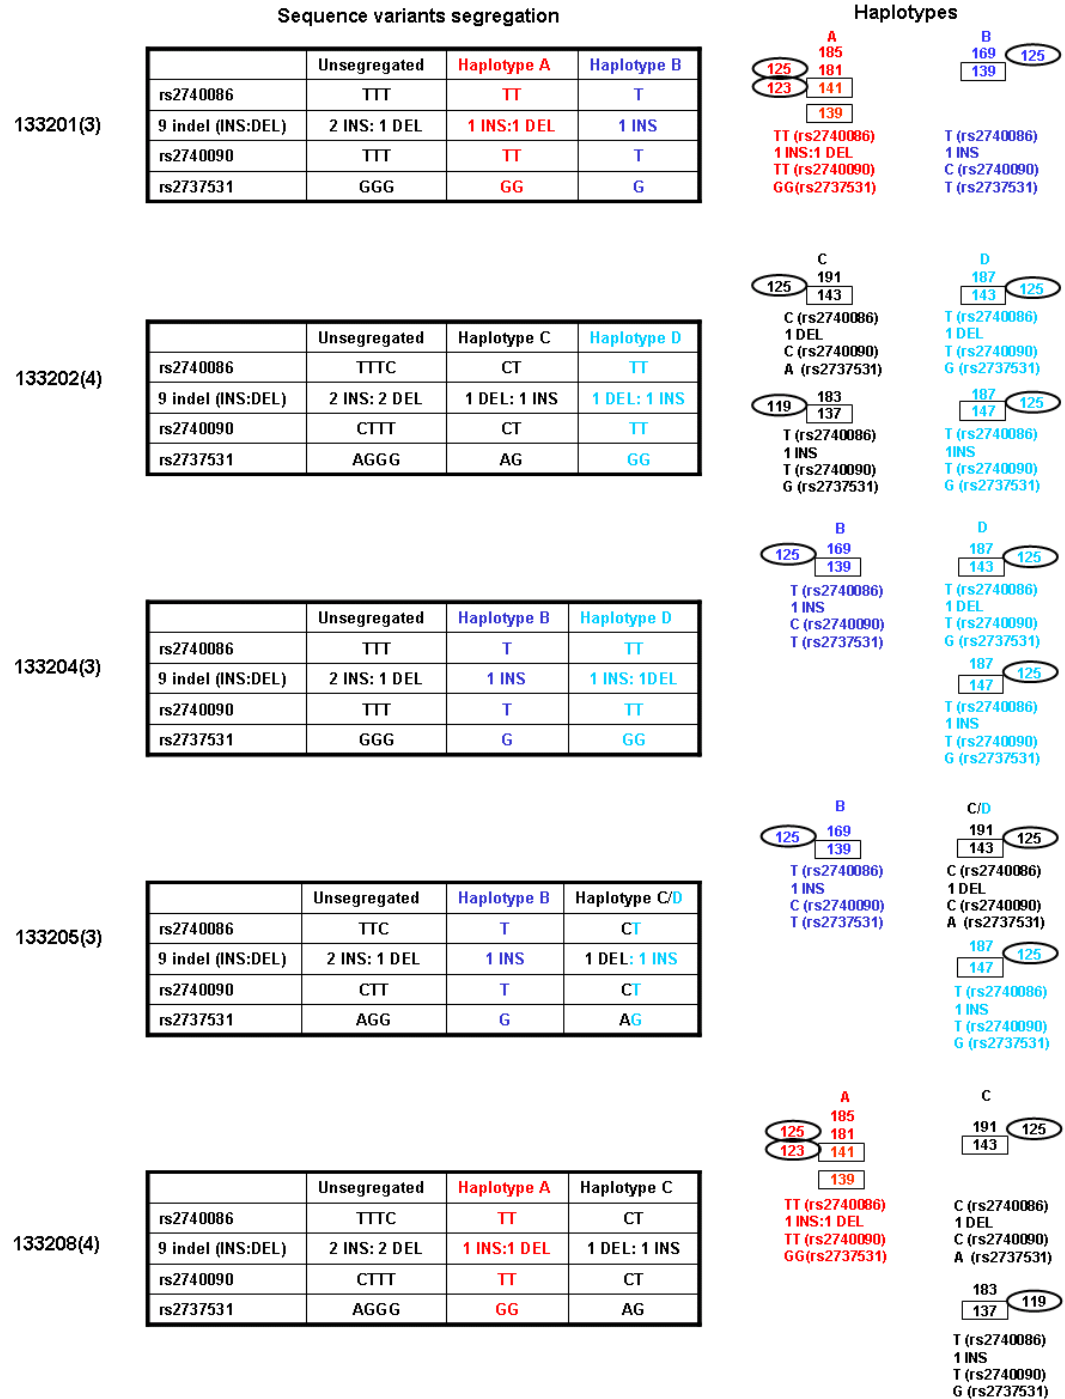 Sequence variants segregation
Haplotypes
133201(3)
Unsegregated Haplotype A Haplotype B
rs2740086 TTT TT T
9 indel (INS:DEL) 2 INS: 1 DEL 1 INS:1 DEL 1 INS
rs2740090 TTT TT T
rs2737531 GGG GG G
A
185
125 181
123 141
139
TT (rs2740086)
1 INS:1 DEL
TT (rs2740090)
GG(rs2737531)
B
169 125
139
T (rs2740086)
1 INS
C (rs2740090)
T (rs2737531)
133202(4)
Unsegregated Haplotype C Haplotype D
rs2740086 TTTC CT TT
9 indel (INS:DEL) 2 INS: 2 DEL 1 DEL: 1 INS 1 DEL: 1 INS
rs2740090 CTTT CT TT
rs2737531 AGGG AG GG
C
191
125 143
C (rs2740086)
1 DEL
C (rs2740090)
A (rs2737531)
183
119 137
T (rs2740086)
1 INS
T (rs2740090)
G (rs2737531)
D
187
143 125
T (rs2740086)
1 DEL
T (rs2740090)
G (rs2737531)
187
147 125
T (rs2740086)
1INS
T (rs2740090)
G (rs2737531)
133204(3)
Unsegregated Haplotype B Haplotype D
rs2740086 TTT T TT
9 indel (INS:DEL) 2 INS: 1 DEL 1 INS 1 INS: 1DEL
rs2740090 TTT T TT
rs2737531 GGG G GG
B
125 169
139
T (rs2740086)
1 INS
C (rs2740090)
T (rs2737531)
D
187 125
143
T (rs2740086)
1 DEL
T (rs2740090)
G (rs2737531)
187 125
147
T (rs2740086)
1 INS
T (rs2740090)
G (rs2737531)
133205(3)
Unsegregated Haplotype B Haplotype C/D
rs2740086 TTC T CT
9 indel (INS:DEL) 2 INS: 1 DEL 1 INS 1 DEL: 1 INS
rs2740090 CTT T CT
rs2737531 AGG G AG
B
125 169
139
T (rs2740086)
1 INS
C (rs2740090)
T (rs2737531)
C/D
191 125
143
C (rs2740086)
1 DEL
C (rs2740090)
A (rs2737531)
187 125
147
T (rs2740086)
1 INS
T (rs2740090)
G (rs2737531)
133208(4)
Unsegregated Haplotype A Haplotype C
rs2740086 TTTC TT CT
9 indel (INS:DEL) 2 INS: 2 DEL 1 INS:1 DEL 1 DEL: 1 INS
rs2740090 CTTT TT CT
rs2737531 AGGG GG AG
A
185
125 181
123 141
139
TT (rs2740086)
1 INS:1 DEL
TT (rs2740090)
GG(rs2737531)
C
191 125
143
C (rs2740086)
1 DEL
C (rs2740090)
A (rs2737531)
183
137 119
T (rs2740086)
1 INS
T (rs2740090)
G (rs2737531)